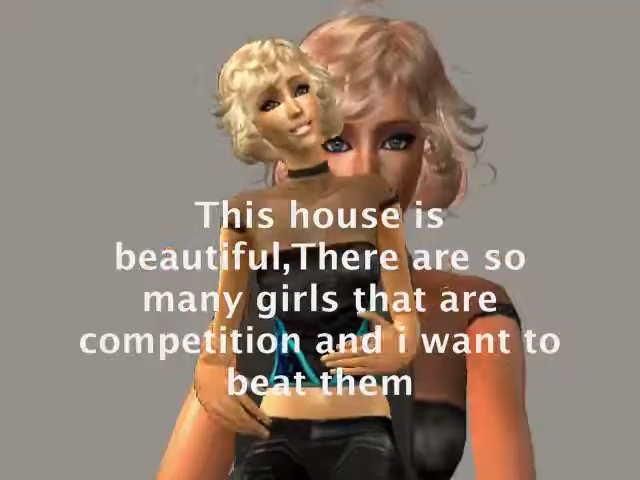 This house is
beautiful,There are so
many girls that are
competition and i want to
beat them